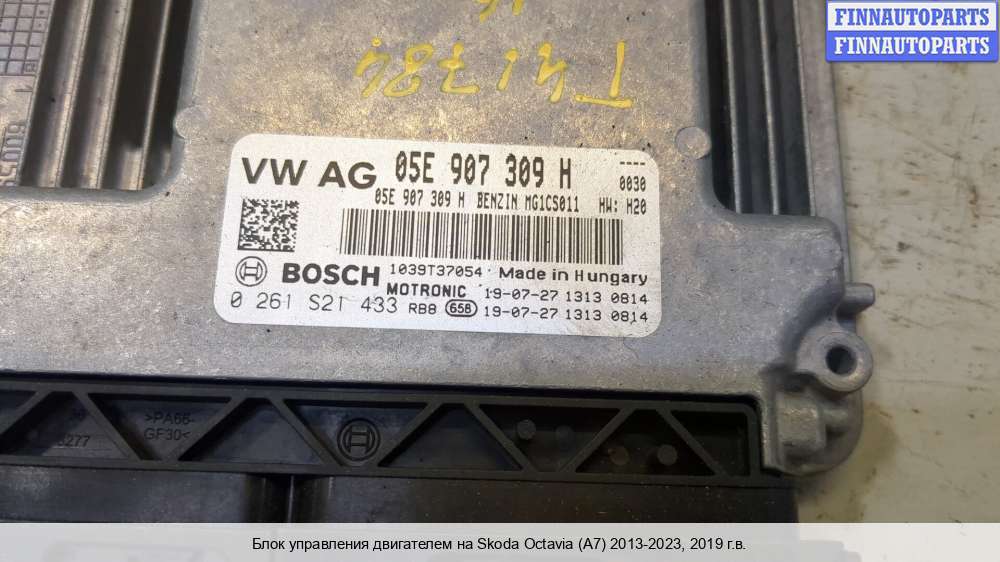 FINNAUTOPARTS
FINNAUTOPARTS
T41784
VW AG 05E 907 309 H ----
0030
05E 907 309 H BENZIN MG1CS011 HW: H20
BOSCH 1039T37054 Made in Hungary
MOTRONIC 19-07-27 1313 0814
0 261 S21 433 RB8 658 19-07-27 1313 0814
>PA66-
GF30<
Блок управления двигателем на Skoda Octavia (A7) 2013-2023, 2019 г.в.